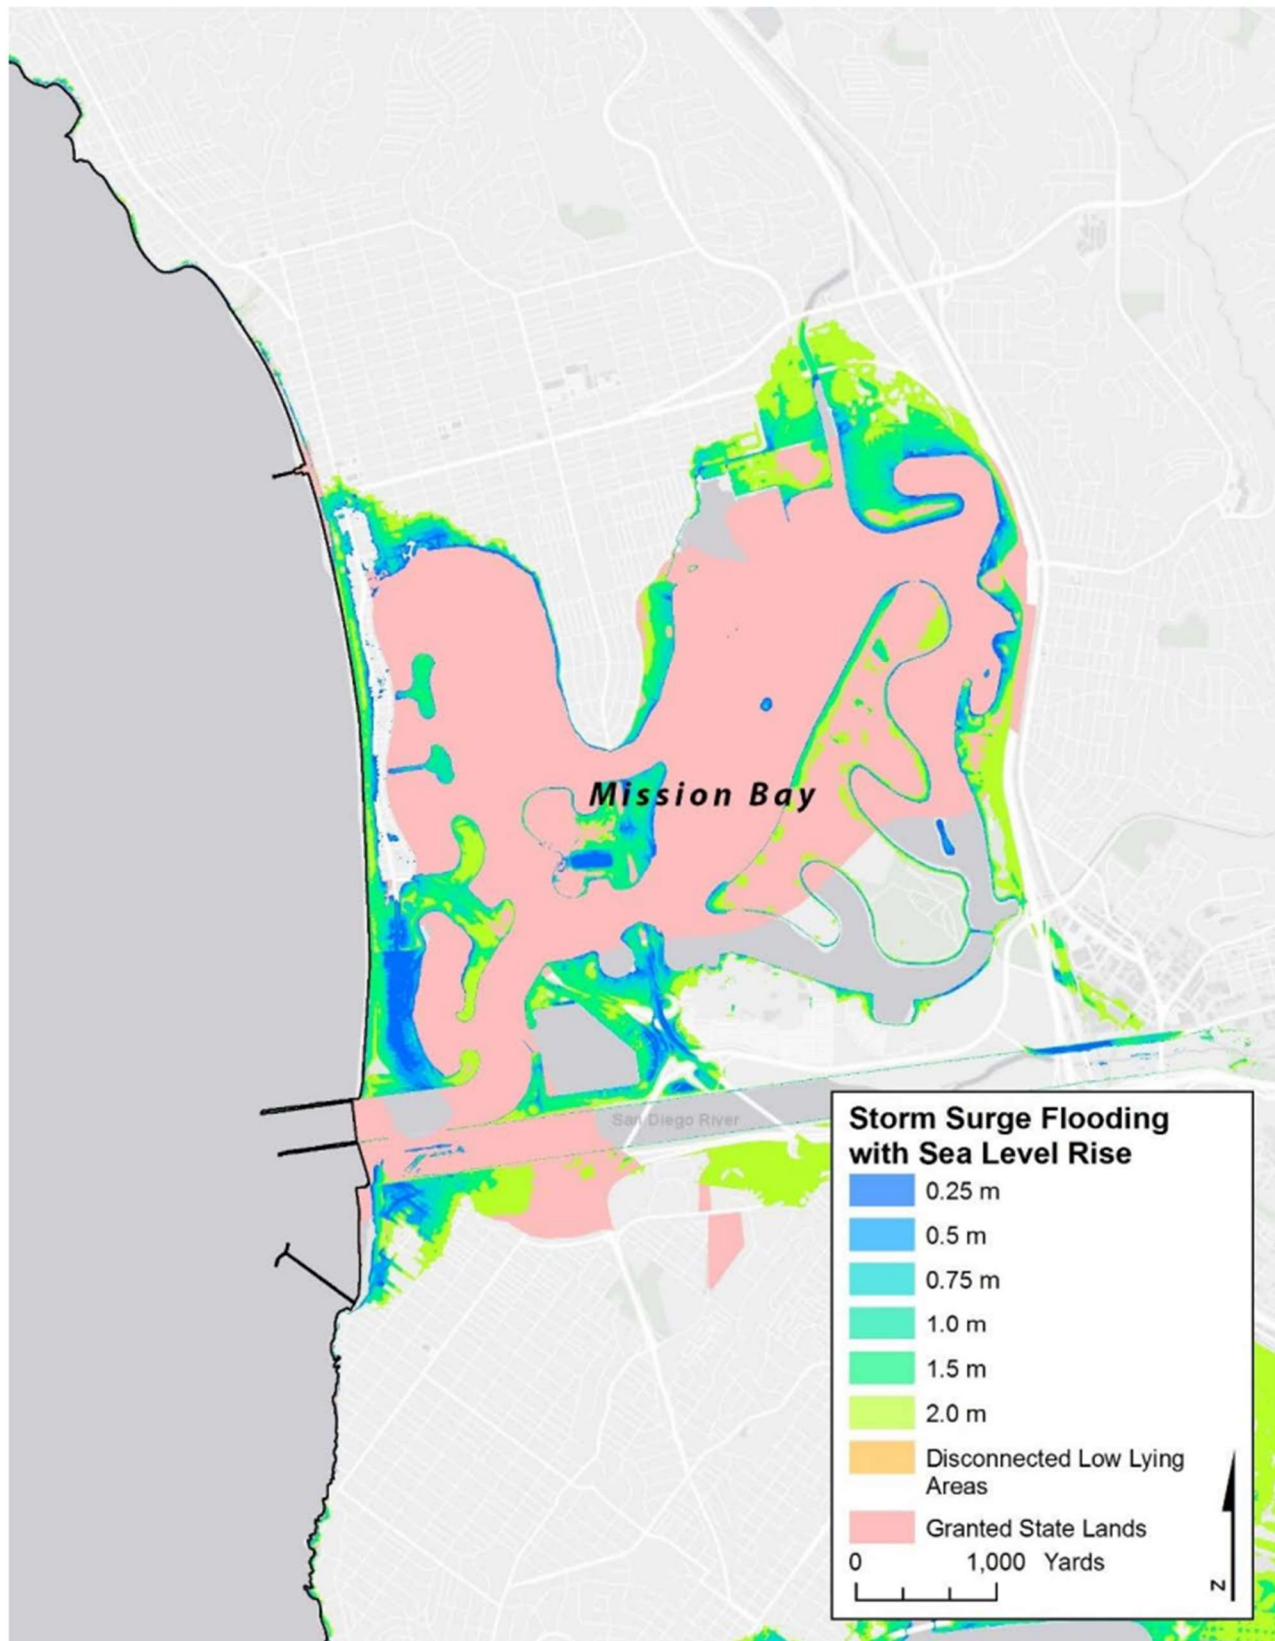 Mission Bay
San Diego River
Storm Surge Flooding
with Sea Level Rise
0.25 m
0.5 m
0.75 m
1.0 m
1.5 m
2.0 m
Disconnected Low Lying
Areas
Granted State Lands
0 1,000 Yards
N